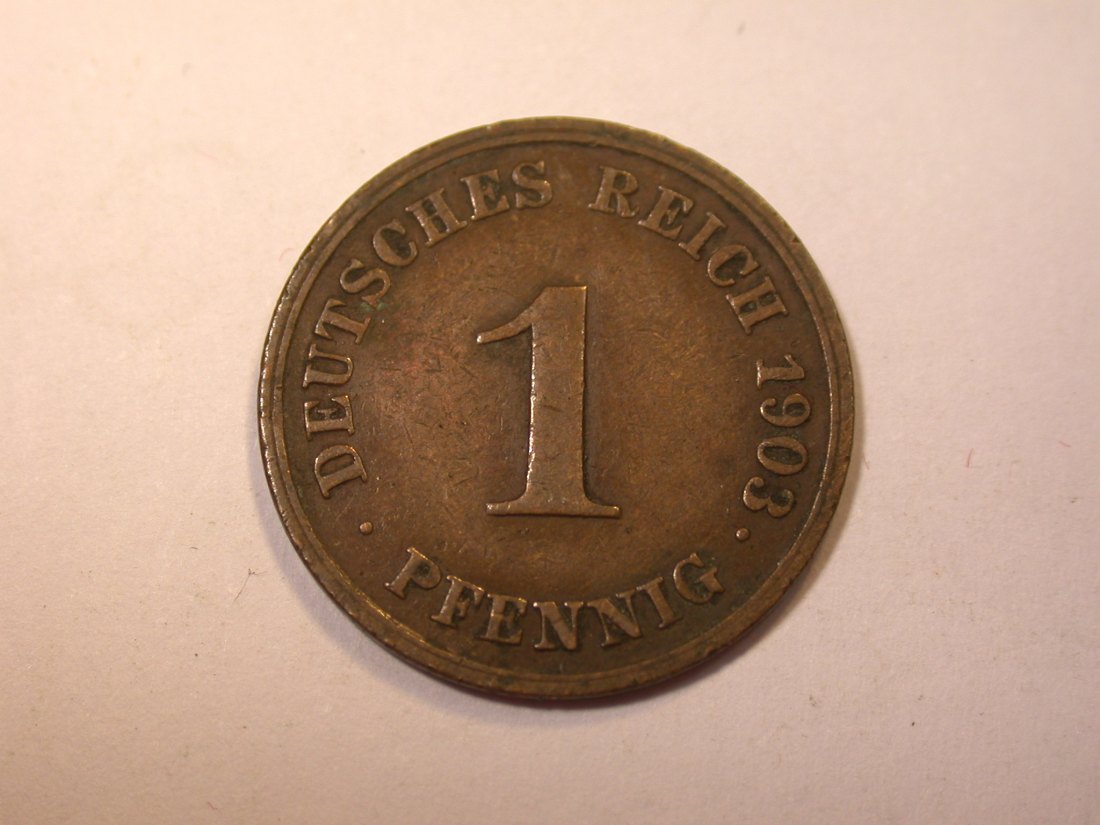 DEUTSCHES REICH 1903
1
· PFENNIG ·